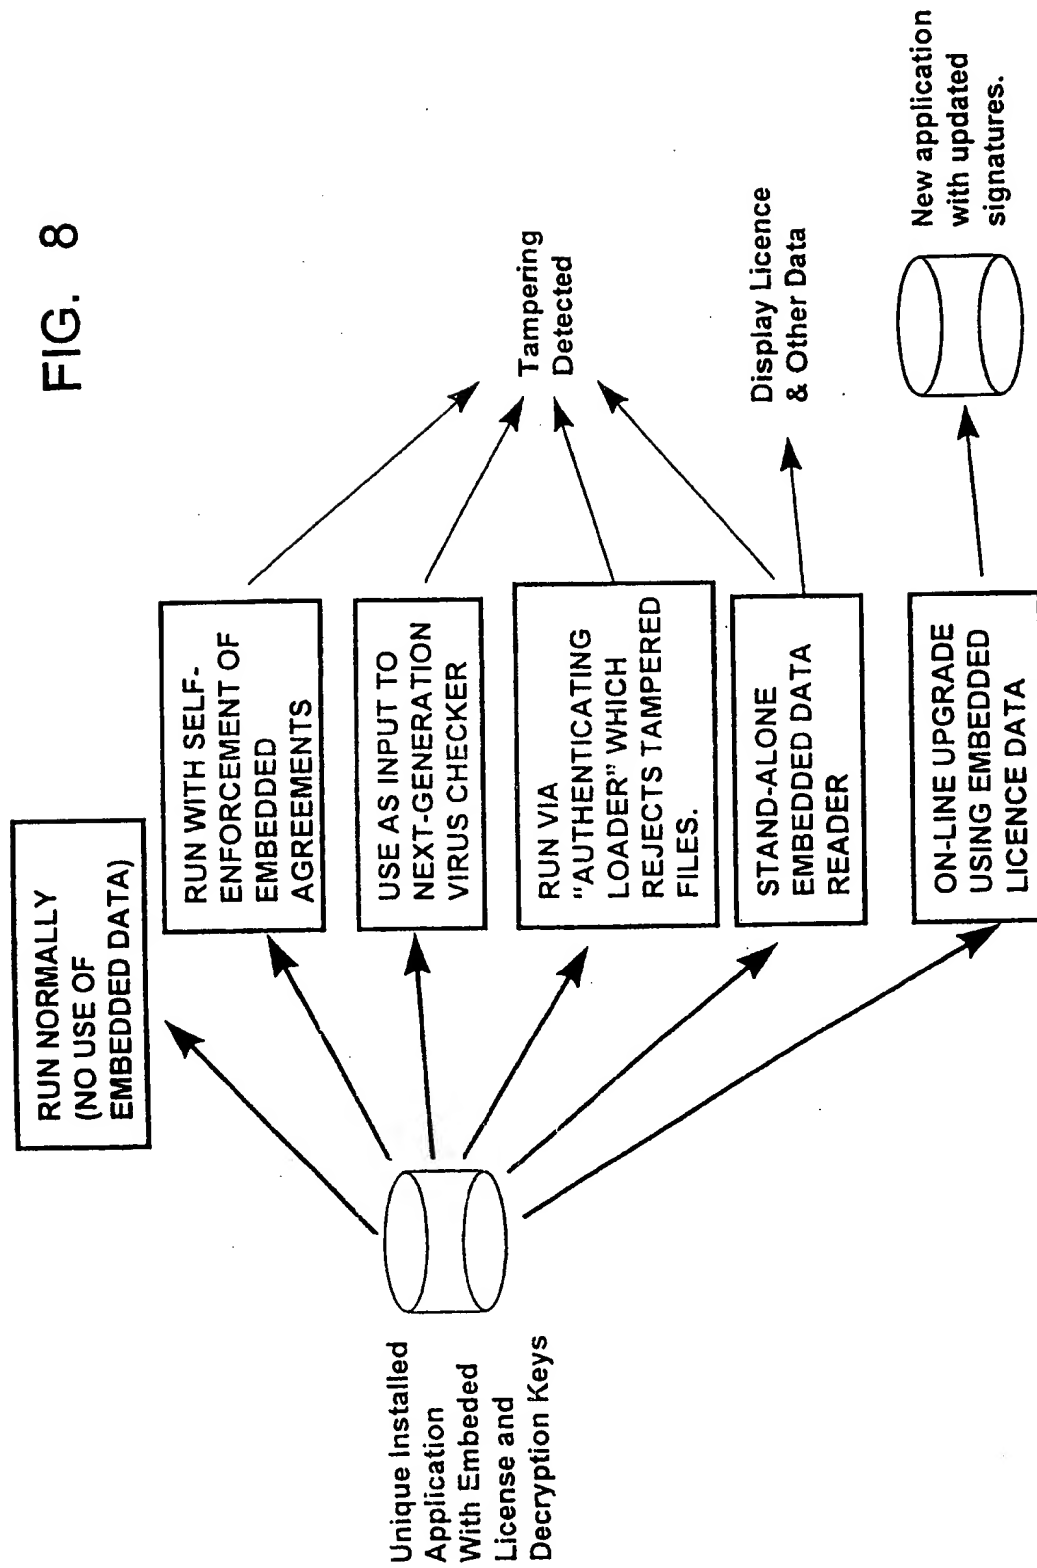 FIG. 8
RUN NORMALLY
(NO USE OF
EMBEDDED DATA)
RUN WITH SELF-
ENFORCEMENT OF
EMBEDDED
AGREEMENTS
USE AS INPUT TO
NEXT-GENERATION
VIRUS CHECKER
RUN VIA
"AUTHENTICATING
LOADER" WHICH
REJECTS TAMPERED
FILES.
STAND-ALONE
EMBEDDED DATA
READER
ON-LINE UPGRADE
USING EMBEDDED
LICENCE DATA
Unique Installed
Application
With Embeded
License and
Decryption Keys
Tampering
Detected
Display Licence
& Other Data
New application
with updated
signatures.